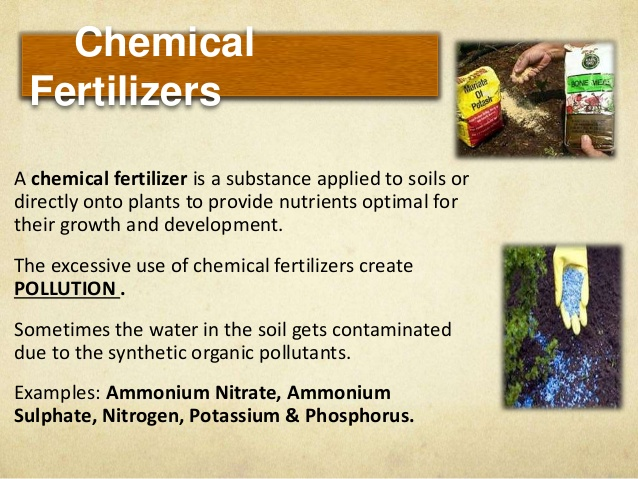 Chemical
Fertilizers
Muriate
Of
Potash
BONE MEAL
A chemical fertilizer is a substance applied to soils or
directly onto plants to provide nutrients optimal for
their growth and development.
The excessive use of chemical fertilizers create
POLLUTION .
Sometimes the water in the soil gets contaminated
due to the synthetic organic pollutants.
Examples: Ammonium Nitrate, Ammonium
Sulphate, Nitrogen, Potassium & Phosphorus.